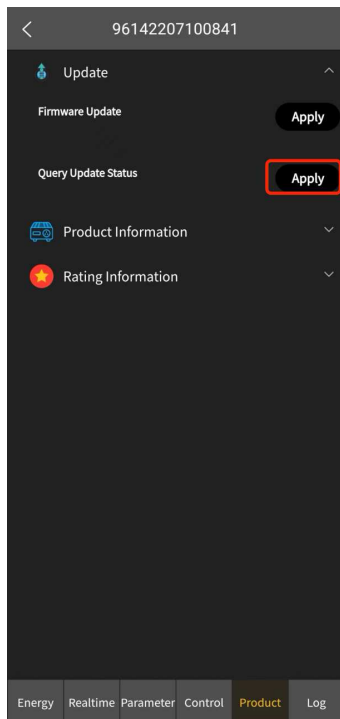 96142207100841
Update
Firmware Update
Apply
Query Update Status
Apply
Product Information
Rating Information
Energy Realtime Parameter Control Product Log